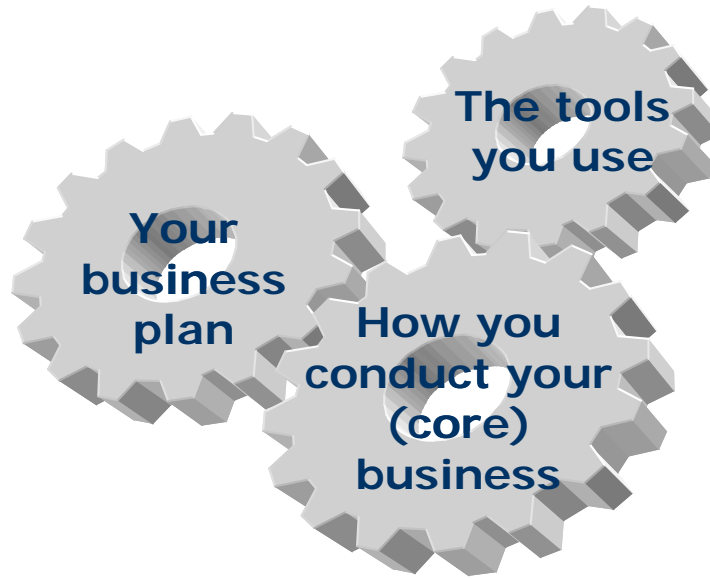 The tools
you use
Your
business
plan
How you
conduct your
(core)
business